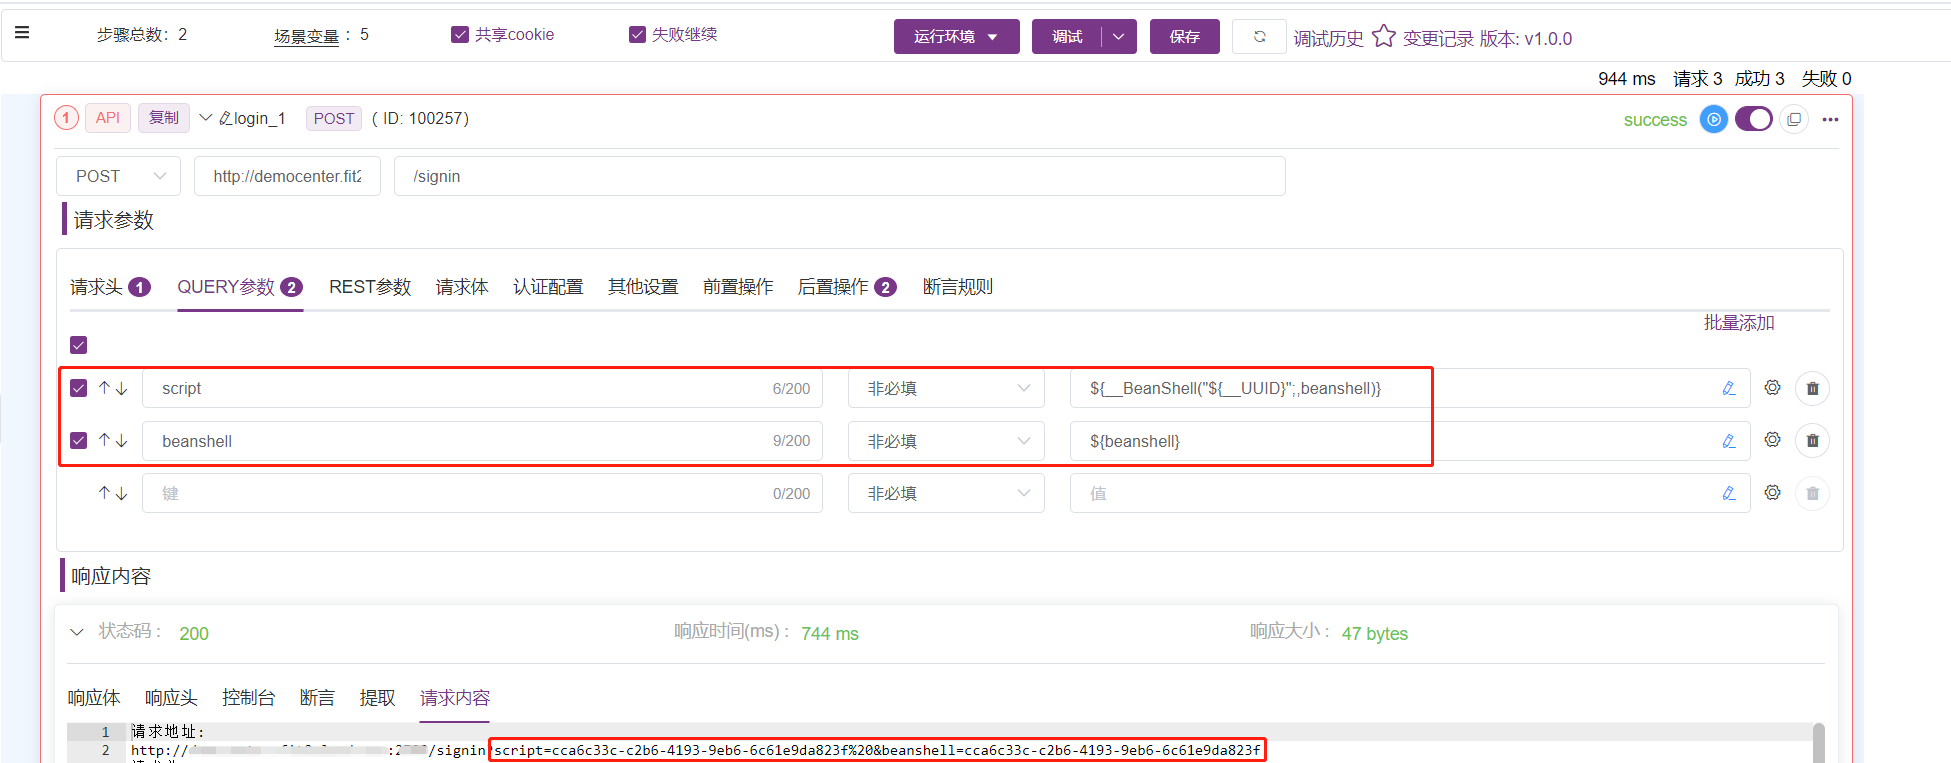 步骤总数：2 场景变量 ：5 共享cookie 失败继续 运行环境 调试 保存 调试历史 变更记录 版本: v1.0.0
944 ms 请求 3 成功 3 失败 0
1 API 复制 login_1 POST ( ID: 100257) success
POST http://democenter.fit2 /signin
请求参数
请求头 1 QUERY参数 2 REST参数 请求体 认证配置 其他设置 前置操作 后置操作 2 断言规则
批量添加
script 6/200 非必填 ${__BeanShell("${__UUID}";,beanshell)}
beanshell 9/200 非必填 ${beanshell}
键 0/200 非必填 值
响应内容
状态码： 200 响应时间(ms)： 744 ms 响应大小： 47 bytes
响应体 响应头 控制台 断言 提取 请求内容
1 请求地址:
2 http:// /signin?script=cca6c33c-c2b6-4193-9eb6-6c61e9da823f%20&beanshell=cca6c33c-c2b6-4193-9eb6-6c61e9da823f